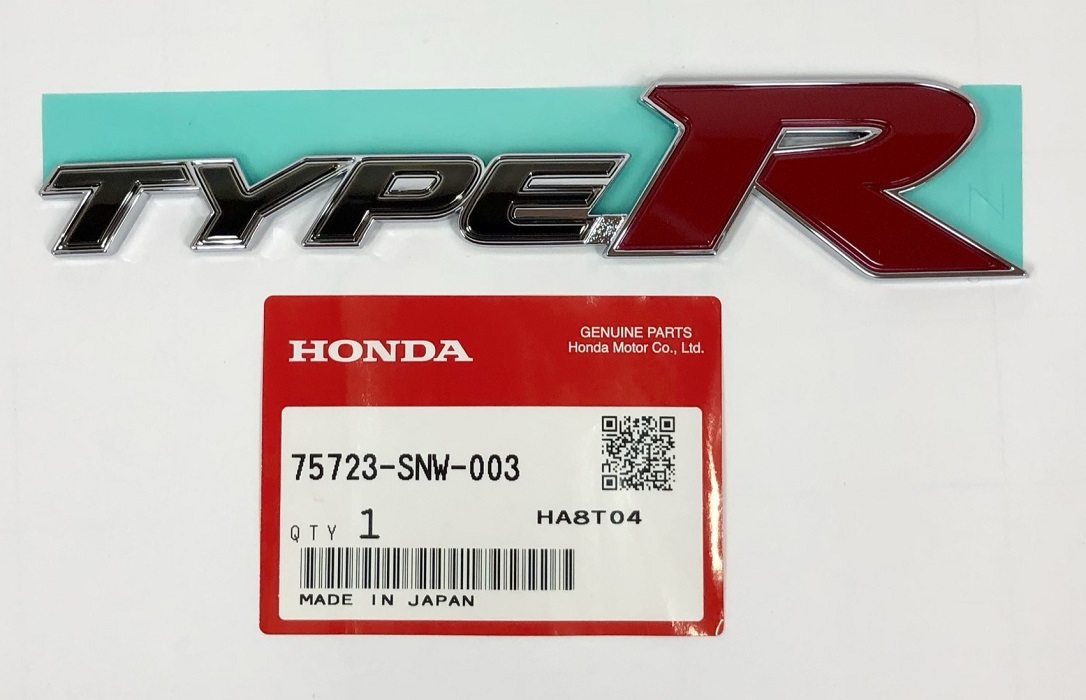 TYPE R
HONDA
GENUINE PARTS
Honda Motor Co., Ltd.
75723-SNW-003
HA8T04
QTY 1
MADE IN JAPAN